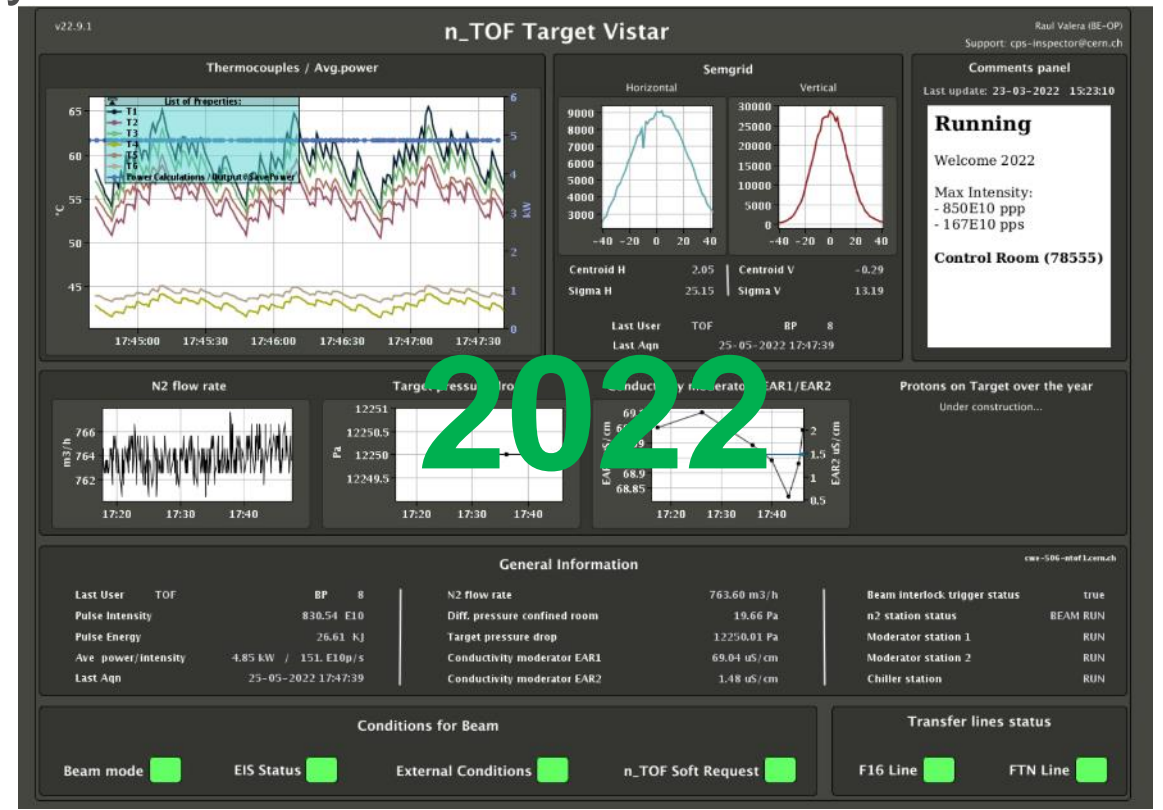 v22.9.1
n_TOF Target Vistar
Raul Valera (BE-OP)
Support: cps-inspector@cern.ch
Thermocouples / Avg.power
List of Properties:
T1
T2
T3
T4
T5
T6
Power Calculations / Output#SavePower
°C
65
60
55
50
45
6
5
4
3
2
1
0
kW
17:45:00 17:45:30 17:46:00 17:46:30 17:47:00 17:47:30
Semgrid
Horizontal
9000
8000
7000
6000
5000
4000
3000
-40 -20 0 20 40
Vertical
30000
25000
20000
15000
10000
5000
0
-40 -20 0 20 40
Centroid H 2.05 Centroid V -0.29
Sigma H 25.15 Sigma V 13.19
Last User TOF BP 8
Last Aqn 25-05-2022 17:47:39
Comments panel
Last update: 23-03-2022 15:23:10
Running
Welcome 2022
Max Intensity:
- 850E10 ppp
- 167E10 pps
Control Room (78555)
2022
N2 flow rate
m3/h
766
764
762
17:20 17:30 17:40
Target pressure
Pa
12251
12250.5
12250
12249.5
17:20 17:30 17:40
EAR1/EAR2
68.9
68.85
2
1.5
1
0.5
EAR2 uS/cm
17:20 17:30 17:40
Protons on Target over the year
Under construction...
General Information
Last User TOF BP 8
Pulse Intensity 830.54 E10
Pulse Energy 26.61 KJ
Ave power/intensity 4.85 kW / 151. E10p/s
Last Aqn 25-05-2022 17:47:39
N2 flow rate 763.60 m3/h
Diff. pressure confined room 19.66 Pa
Target pressure drop 12250.01 Pa
Conductivity moderator EAR1 69.04 uS/cm
Conductivity moderator EAR2 1.48 uS/cm
Beam interlock trigger status true
n2 station status BEAM RUN
Moderator station 1 RUN
Moderator station 2 RUN
Chiller station RUN
Conditions for Beam
Beam mode
EIS Status
External Conditions
n_TOF Soft Request
Transfer lines status
F16 Line
FTN Line